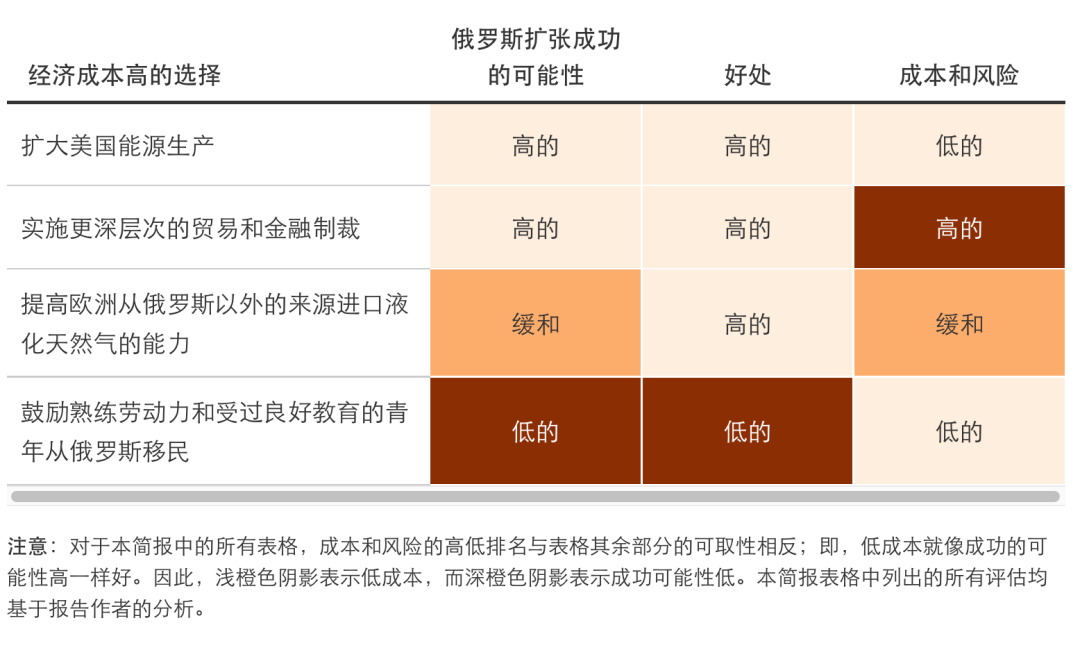 俄罗斯扩张成功
经济成本高的选择 的可能性 好处 成本和风险
扩大美国能源生产 高的 高的 低的
实施更深层次的贸易和金融制裁 高的 高的 高的
提高欧洲从俄罗斯以外的来源进口液
化天然气的能力 缓和 高的 缓和
鼓励熟练劳动力和受过良好教育的青
年从俄罗斯移民 低的 低的 低的
注意：对于本简报中的所有表格，成本和风险的高低排名与表格其余部分的可取性相反；即，低成本就像成功的可
能性高一样好。因此，浅橙色阴影表示低成本，而深橙色阴影表示成功可能性低。本简报表格中列出的所有评估均
基于报告作者的分析。